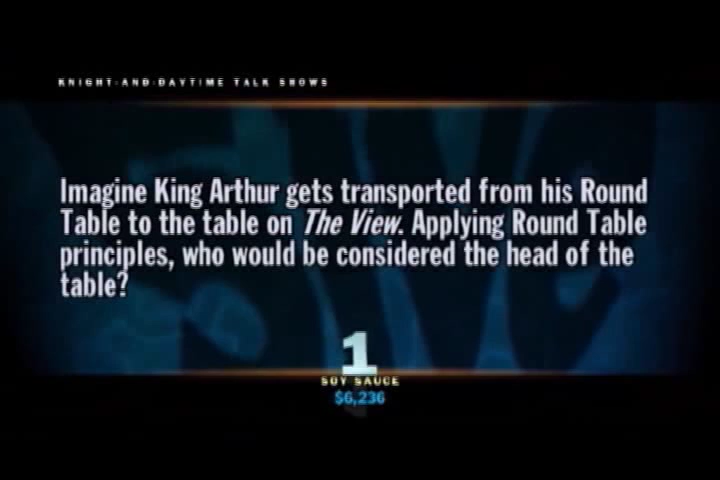 KNIGHT-AND-DAYTIME TALK SHOWS
Imagine King Arthur gets transported from his Round
Table to the table on The View. Applying Round Table
principles, who would be considered the head of the
table?
1
SOY SAUCE
$6,236